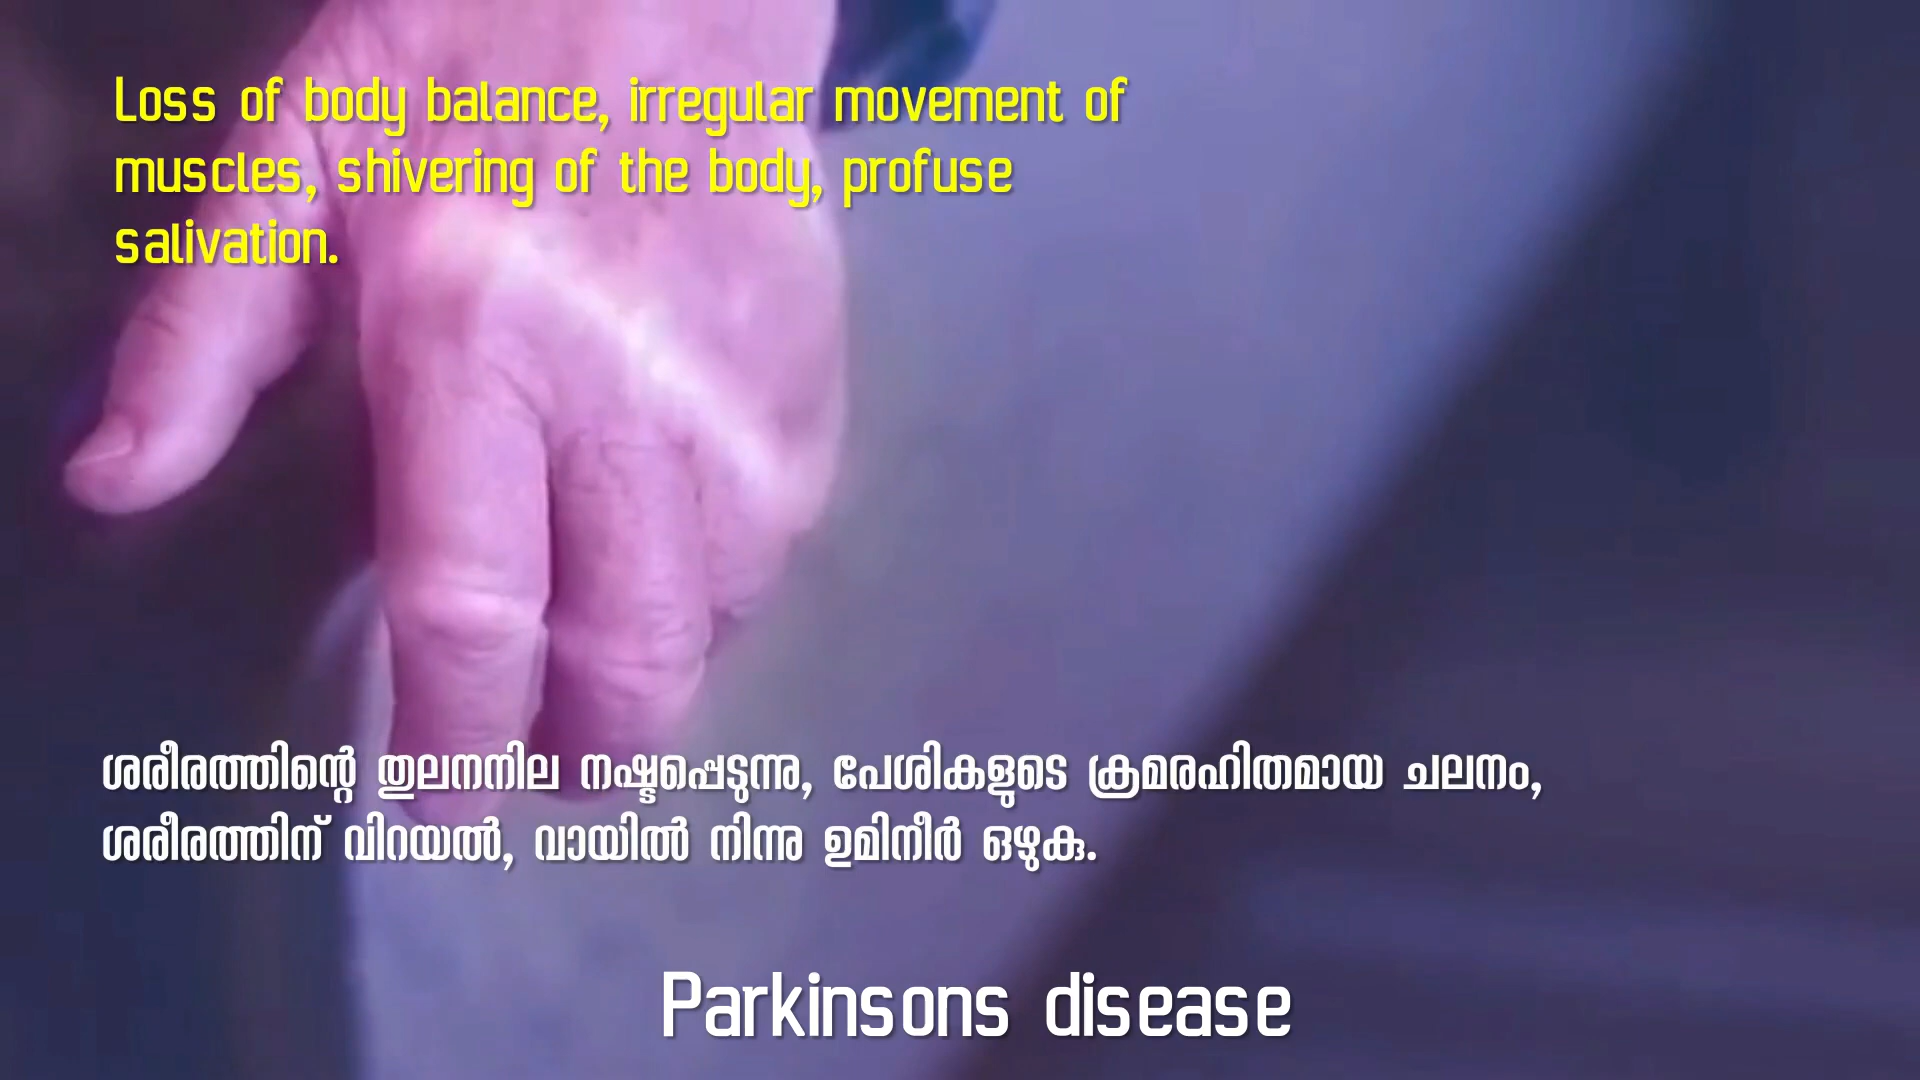 Loss of body balance, irregular movement of
muscles, shivering of the body, profuse
salivation.
ശരീരത്തിന്റെ തുലനനില നഷ്ടപ്പെടുന്നു, പേശികളുടെ ക്രമരഹിതമായ ചലനം,
ശരീരത്തിന് വിറയൽ, വായിൽ നിന്നു ഉമിനീർ ഒഴുകു.
Parkinsons disease